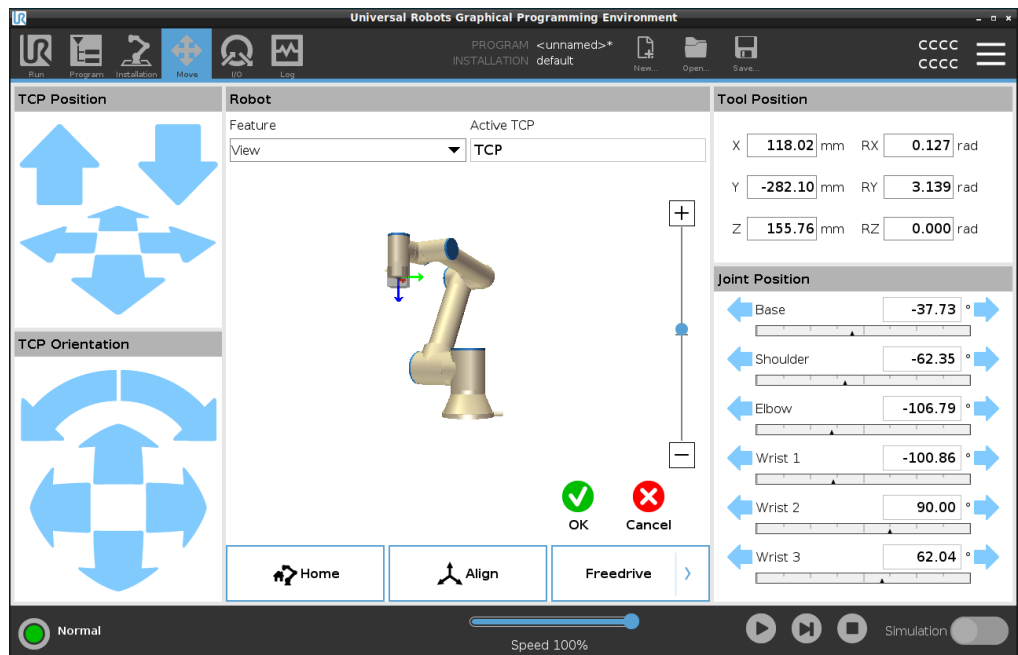 Universal Robots Graphical Programming Environment
UR
Run
Program
Installation
Move
I/O
Log
PROGRAM <unnamed>*
INSTALLATION default
New...
Open...
Save...
CCCC
CCCC
TCP Position
TCP Orientation
Robot
Feature
Active TCP
View
TCP
OK
Cancel
Home
Align
Freedrive
Tool Position
X 118.02 mm RX 0.127 rad
Y -282.10 mm RY 3.139 rad
Z 155.76 mm RZ 0.000 rad
Joint Position
Base -37.73 °
Shoulder -62.35 °
Elbow -106.79 °
Wrist 1 -100.86 °
Wrist 2 90.00 °
Wrist 3 62.04 °
Normal
Speed 100%
Simulation